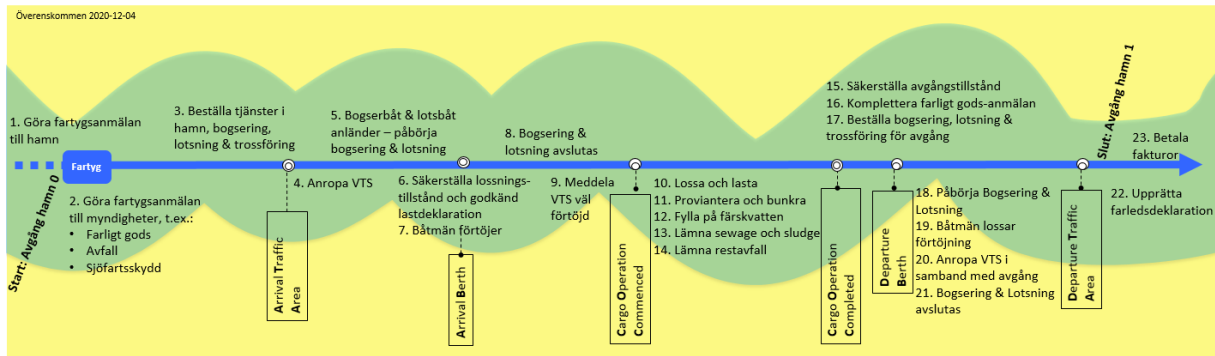 Överenskommen 2020-12-04
1. Göra fartygsanmälan
till hamn
Start: Avgång hamn 0
Fartyg
2. Göra fartygsanmälan
till myndigheter, t.ex.:
• Farligt gods
• Avfall
• Sjöfartsskydd
3. Beställa tjänster i
hamn, bogsering,
lotsning & trossföring
4. Anropa VTS
Arrival Traffic
Area
5. Bogserbåt & lotsbåt
anländer – påbörja
bogsering & lotsning
6. Säkerställa lossnings-
tillstånd och godkänd
lastdeklaration
7. Båtmän förtöjer
Arrival Berth
8. Bogsering &
lotsning avslutas
9. Meddela
VTS väl
förtöjd
Cargo Operation
Commenced
10. Lossa och lasta
11. Proviantera och bunkra
12. Fylla på färskvatten
13. Lämna sewage och sludge
14. Lämna restavfall
15. Säkerställa avgångstillstånd
16. Komplettera farligt gods-anmälan
17. Beställa bogsering, lotsning &
trossföring för avgång
Cargo Operation
Completed
Departure
Berth
18. Påbörja Bogsering &
Lotsning
19. Båtmän lossar
förtöjning
20. Anropa VTS i
samband med avgång
21. Bogsering & Lotsning
avslutas
Departure Traffic
Area
Slut: Avgång hamn 1
22. Upprätta
farledsdeklaration
23. Betala
fakturor